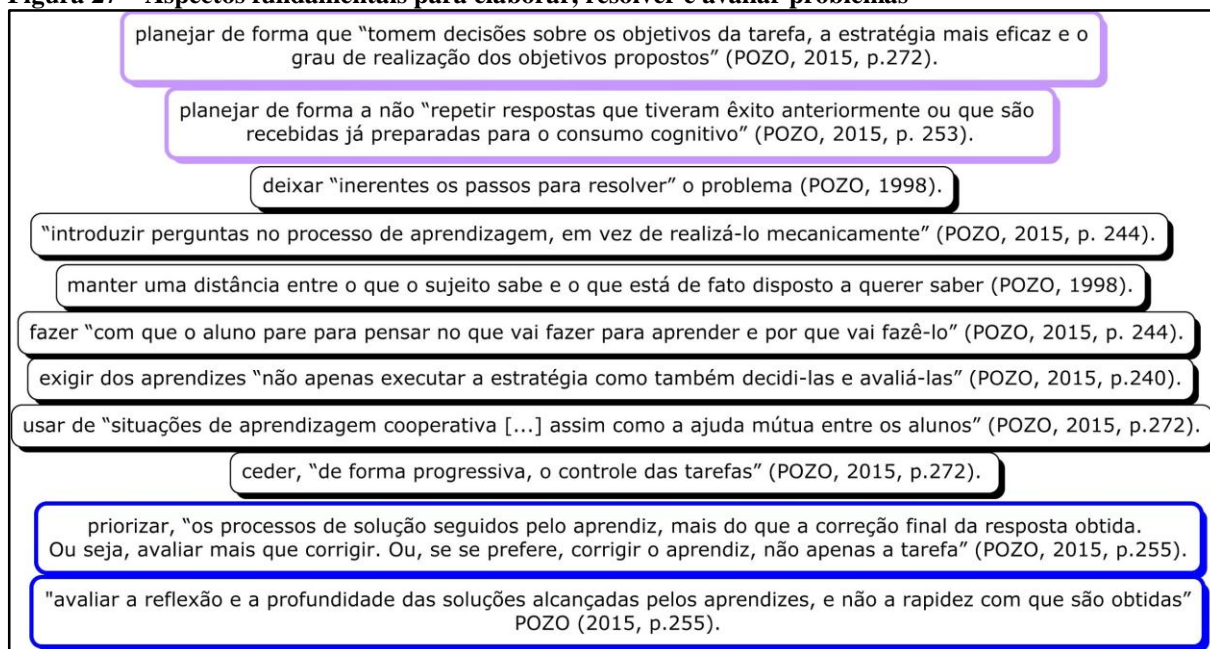 Figura 27 – Aspectos fundamentais para elaborar, resolver e avaliar problemas
planejar de forma que “tomem decisões sobre os objetivos da tarefa, a estratégia mais eficaz e o
grau de realização dos objetivos propostos” (POZO, 2015, p.272).
planejar de forma a não “repetir respostas que tiveram êxito anteriormente ou que são
recebidas já preparadas para o consumo cognitivo” (POZO, 2015, p. 253).
deixar “inerentes os passos para resolver” o problema (POZO, 1998).
“introduzir perguntas no processo de aprendizagem, em vez de realizá-lo mecanicamente” (POZO, 2015, p. 244).
manter uma distância entre o que o sujeito sabe e o que está de fato disposto a querer saber (POZO, 1998).
fazer “com que o aluno pare para pensar no que vai fazer para aprender e por que vai fazê-lo” (POZO, 2015, p. 244).
exigir dos aprendizes “não apenas executar a estratégia como também decidi-las e avaliá-las” (POZO, 2015, p.240).
usar de “situações de aprendizagem cooperativa [...] assim como a ajuda mútua entre os alunos” (POZO, 2015, p.272).
ceder, “de forma progressiva, o controle das tarefas” (POZO, 2015, p.272).
priorizar, “os processos de solução seguidos pelo aprendiz, mais do que a correção final da resposta obtida.
Ou seja, avaliar mais que corrigir. Ou, se se prefere, corrigir o aprendiz, não apenas a tarefa” (POZO, 2015, p.255).
"avaliar a reflexão e a profundidade das soluções alcançadas pelos aprendizes, e não a rapidez com que são obtidas”
POZO (2015, p.255).